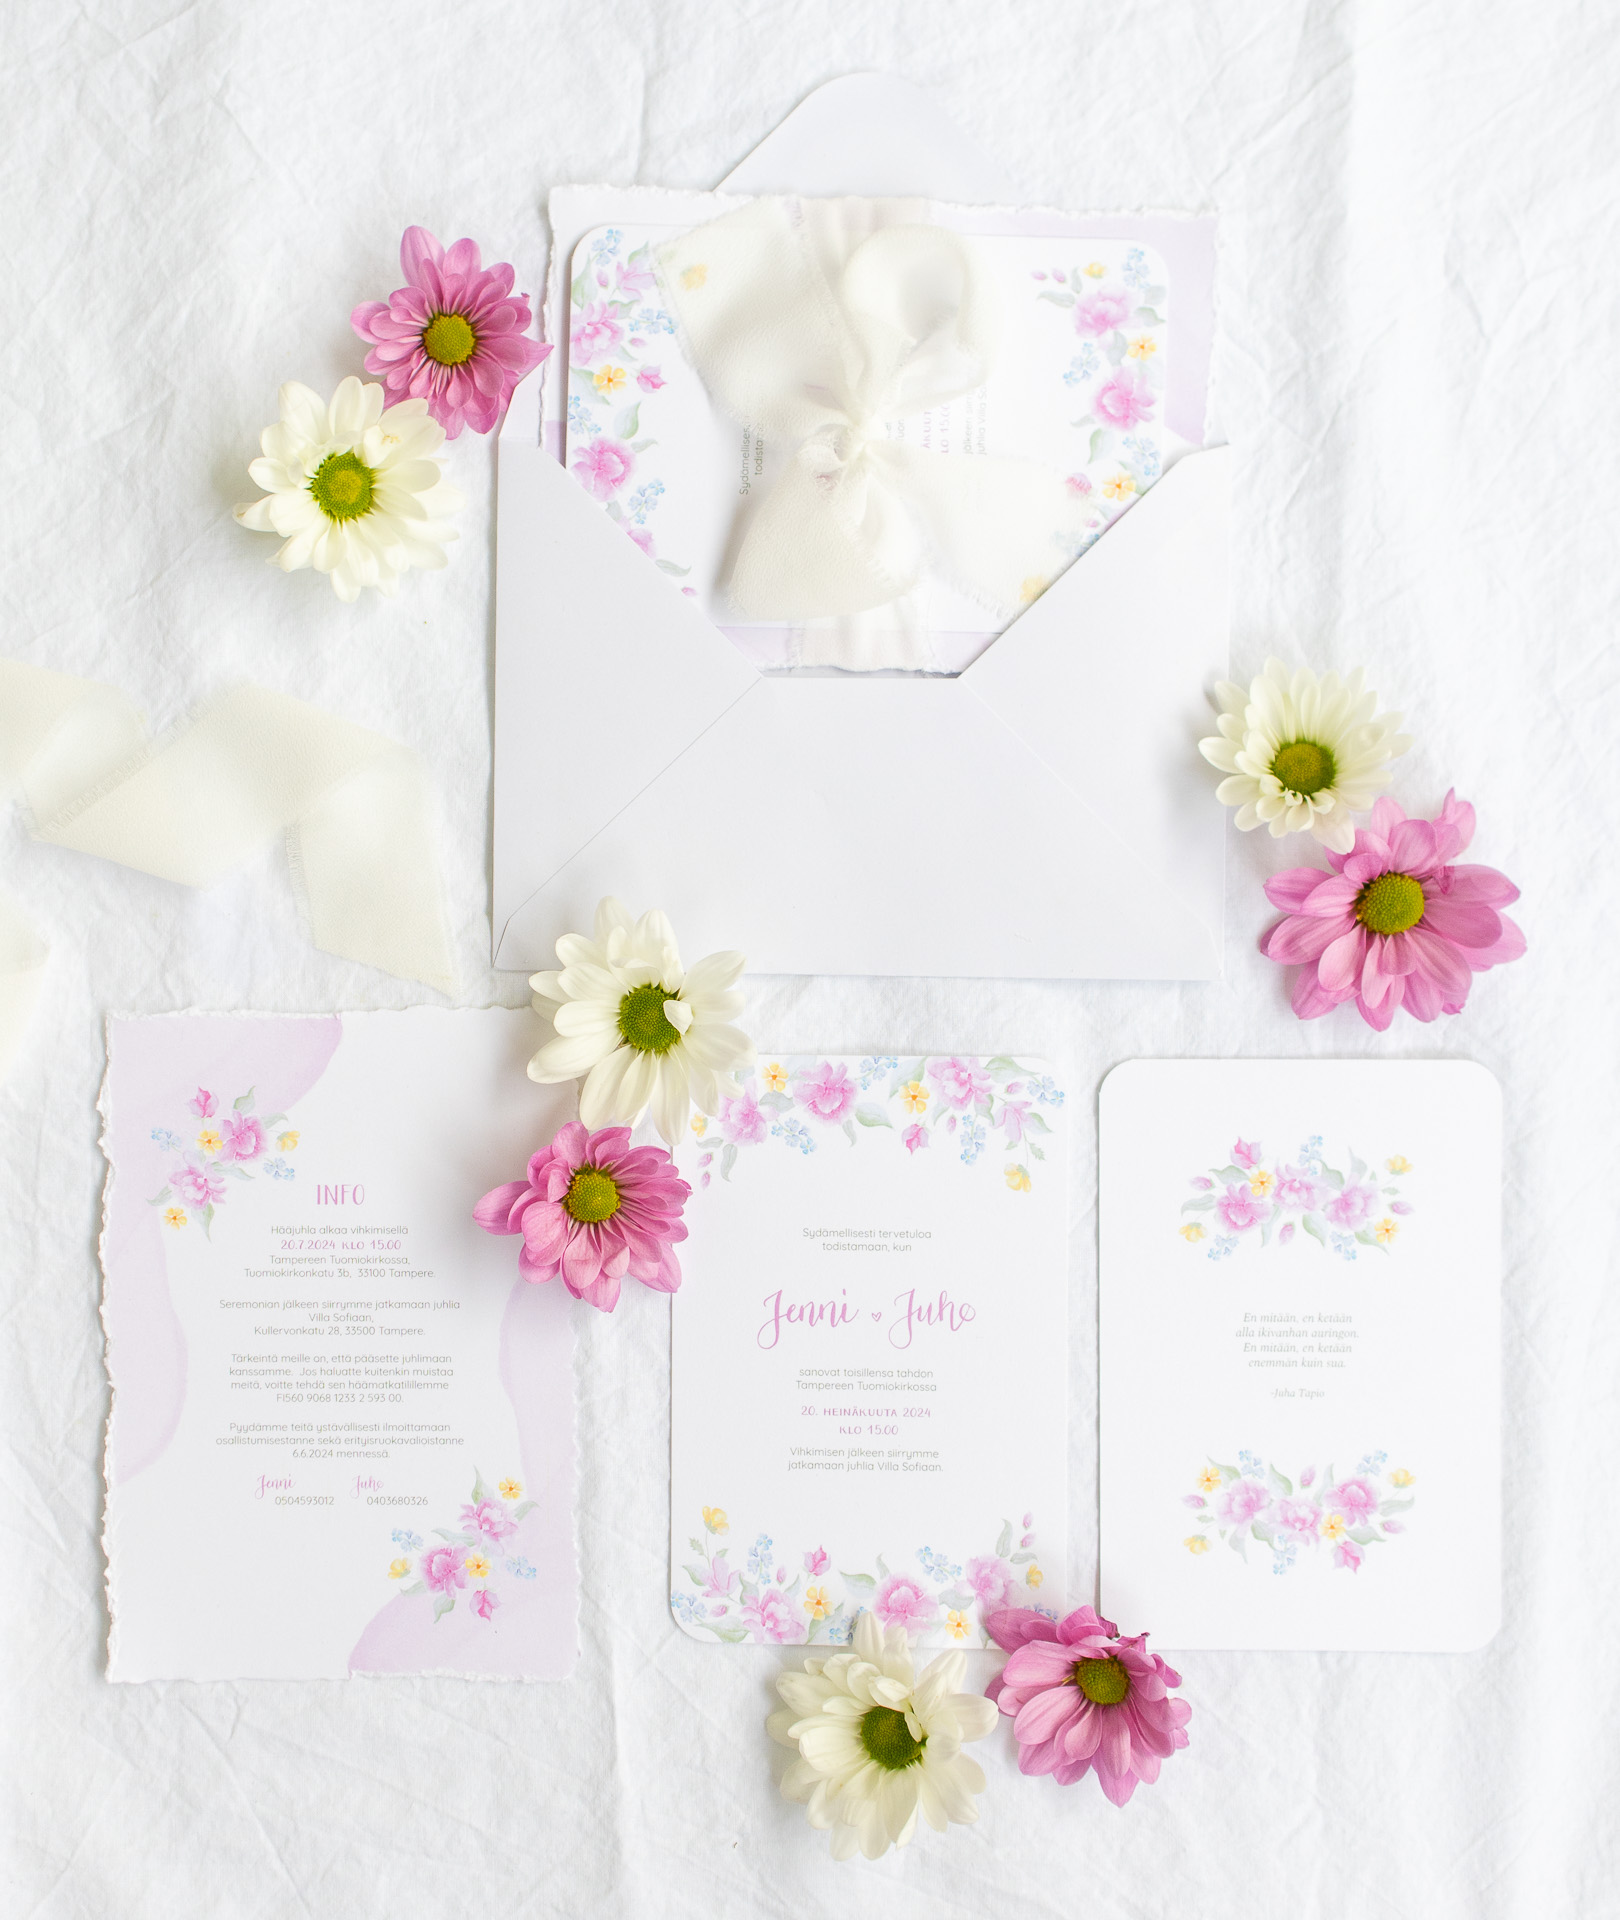 Sydämellisesti
todista
INFO
Hääjuhla alkaa vihkimisellä
20.7.2024 KLO 15.00
Tampereen Tuomiokirkossa,
Tuomiokirkonkatu 3b, 33100 Tampere.
Seremonian jälkeen siirrymme jatkamaan juhlia
Villa Sofiaan,
Kullervonkatu 28, 33500 Tampere.
Tärkeintä meille on, että pääsette juhlimaan
kanssamme. Jos haluatte kuitenkin muistaa
meitä, voitte tehdä sen häämatkatilillemme
FI560 9068 1233 2 593 00.
Pyydämme teitä ystävällisesti ilmoittamaan
osallistumisestanne sekä erityisruokavalioistanne
6.6.2024 mennessä.
Jenni Juho
0504593012 0403680326
Sydämellisesti tervetuloa
todistamaan, kun
Jenni Juho
sanovat toisillensa tahdon
Tampereen Tuomiokirkossa
20. HEINÄKUUTA 2024
KLO 15.00
Vihkimisen jälkeen siirrymme
jatkamaan juhlia Villa Sofiaan.
En mitään, en ketään
alla ikivanhan auringon.
En mitään, en ketään
enemmän kuin sua.
-Juha Tapio